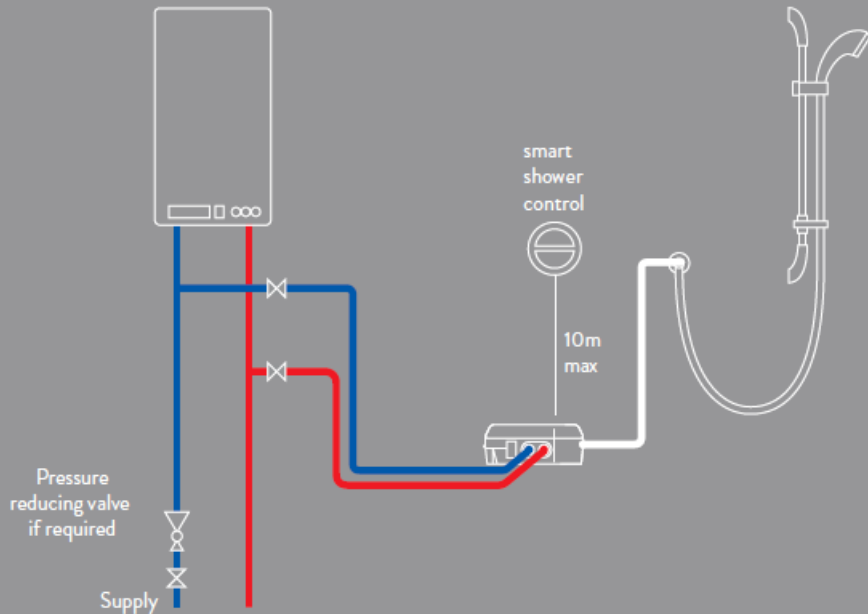 smart
shower
control
10m
max
Pressure
reducing valve
if required
Supply